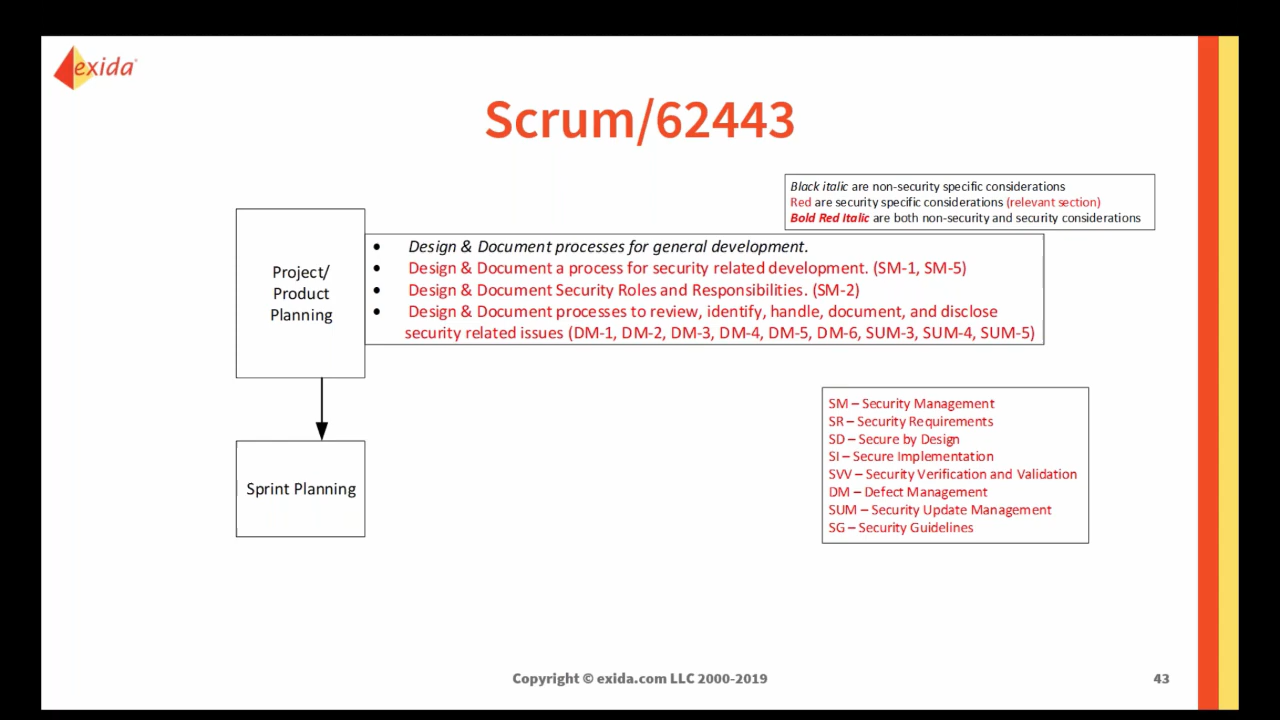 exida
Scrum/62443
Black italic are non-security specific considerations
Red are security specific considerations (relevant section)
Bold Red Italic are both non-security and security considerations
Project/
Product
Planning
• Design & Document processes for general development.
• Design & Document a process for security related development. (SM-1, SM-5)
• Design & Document Security Roles and Responsibilities. (SM-2)
• Design & Document processes to review, identify, handle, document, and disclose
security related issues (DM-1, DM-2, DM-3, DM-4, DM-5, DM-6, SUM-3, SUM-4, SUM-5)
Sprint Planning
SM – Security Management
SR – Security Requirements
SD – Secure by Design
SI – Secure Implementation
SVV – Security Verification and Validation
DM – Defect Management
SUM – Security Update Management
SG – Security Guidelines
Copyright © exida.com LLC 2000-2019
43